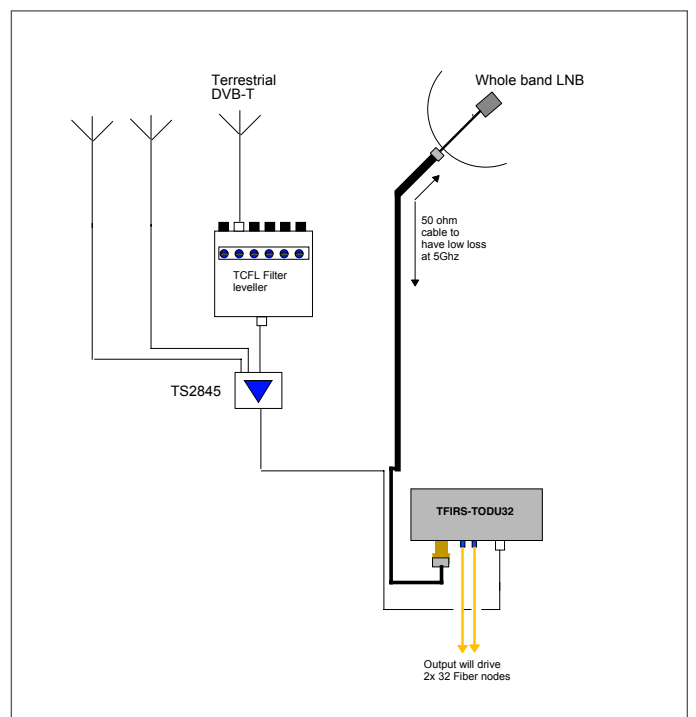 Terrestrial
DVB-T
Whole band LNB
50 ohm
cable to
have low loss
at 5Ghz
TCFL Filter
leveller
TS2845
TFIRS-TODU32
Output will drive
2x 32 Fiber nodes